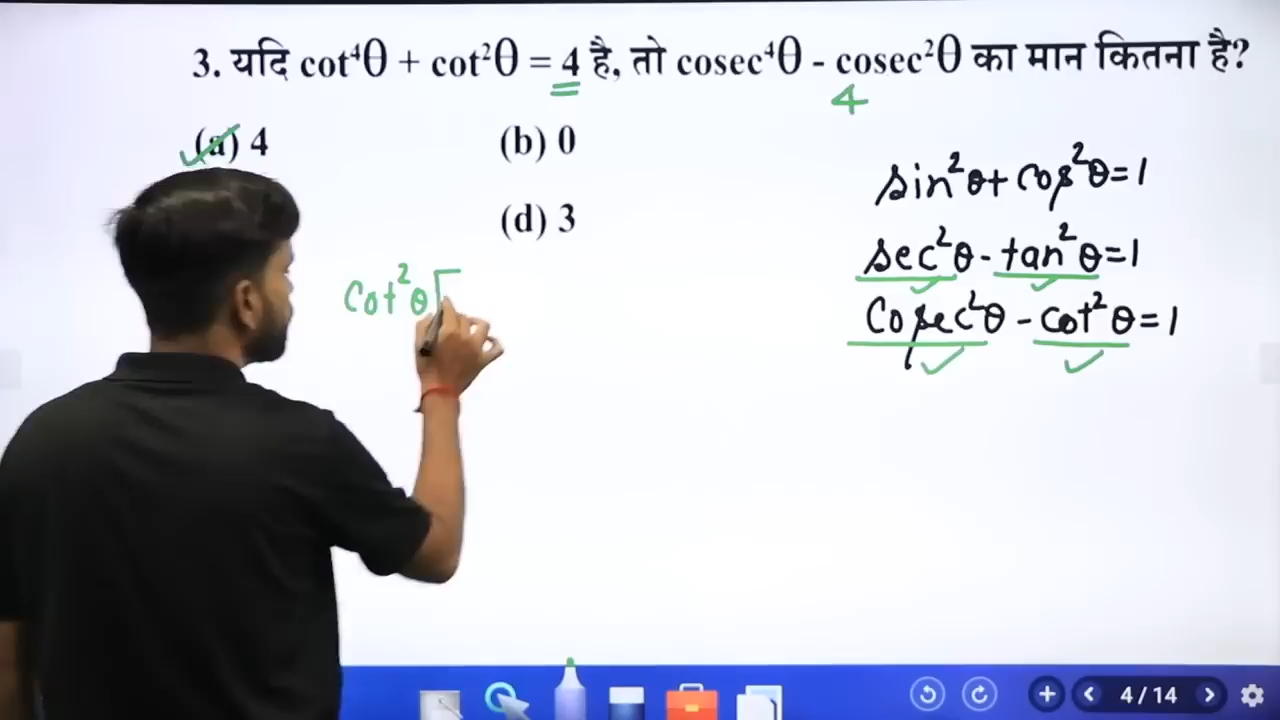 3. यदि cot⁴θ + cot²θ = 4 है, तो cosec⁴θ - cosec²θ का मान कितना है?
4
(a) 4 (b) 0
(d) 3
sin²θ + cos²θ = 1
sec²θ - tan²θ = 1
cosec²θ - cot²θ = 1
cot²θ[
4 / 14